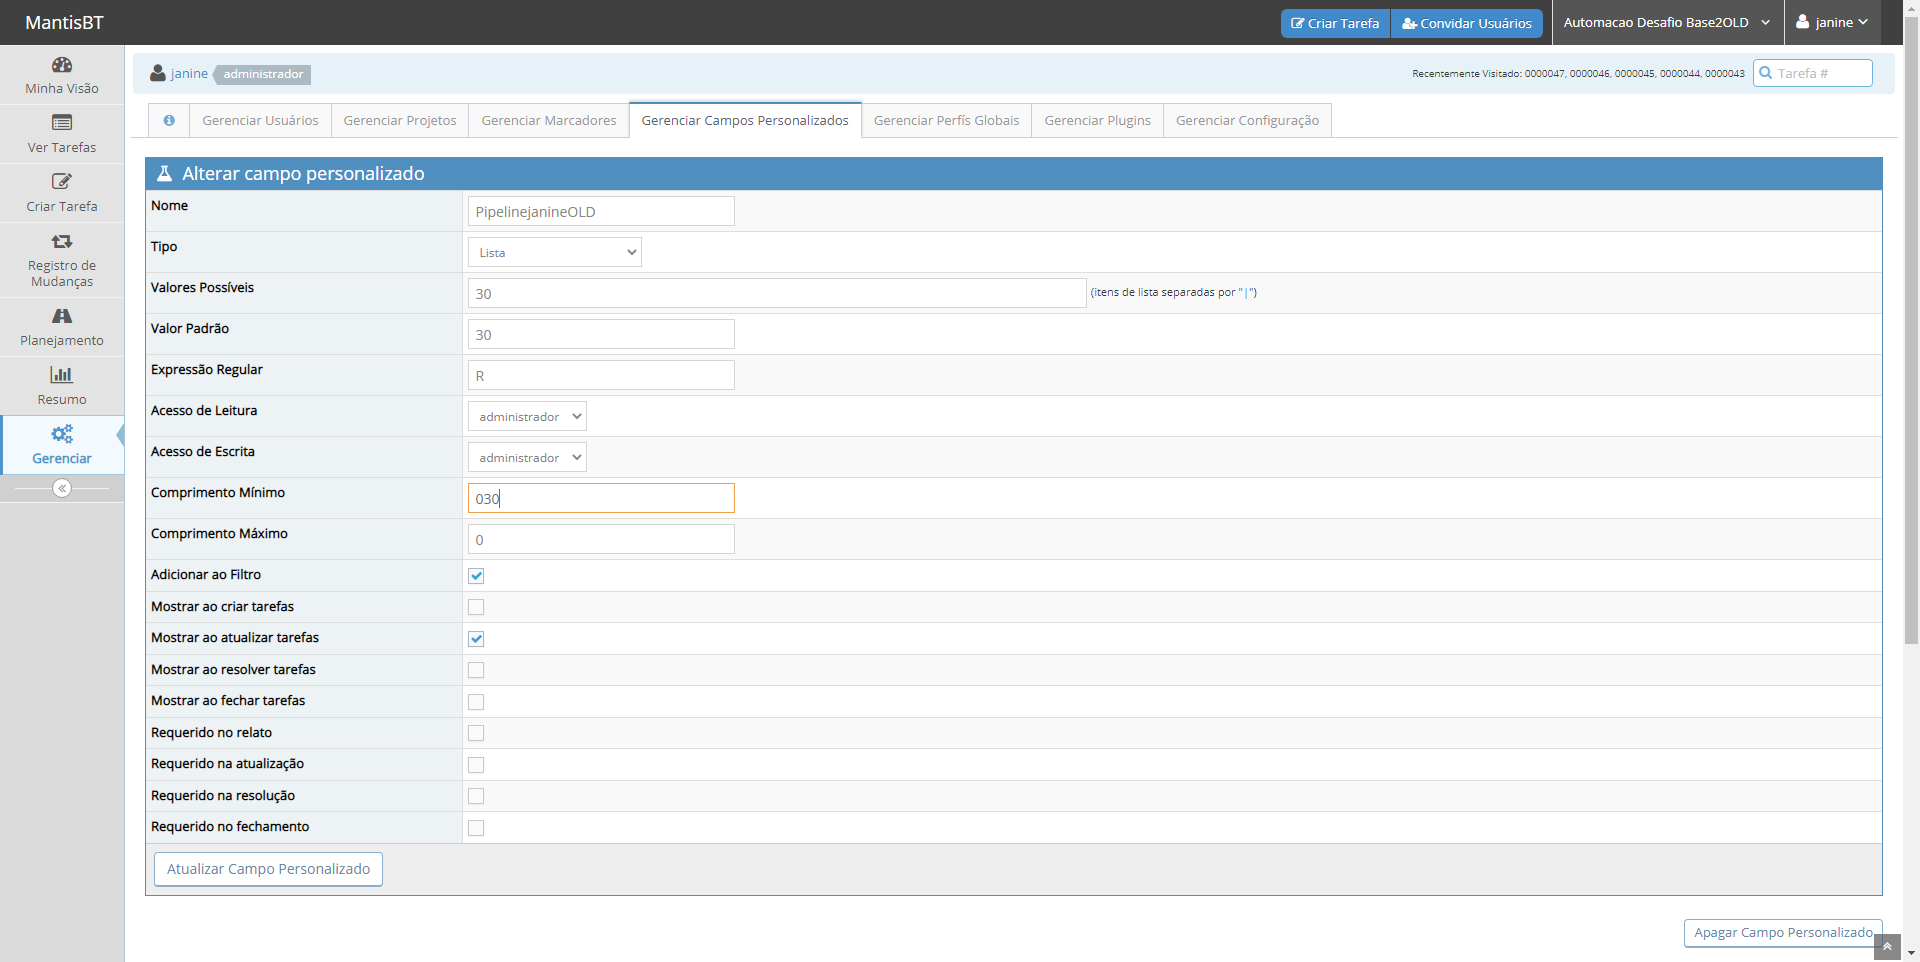 MantisBT
Criar Tarefa
Convidar Usuários
Automacao Desafio Base2OLD
janine
Minha Visão
Ver Tarefas
Criar Tarefa
Registro de
Mudanças
Planejamento
Resumo
Gerenciar
janine administrador
Recentemente Visitado: 0000047, 0000046, 0000045, 0000044, 0000043
Tarefa #
Gerenciar Usuários
Gerenciar Projetos
Gerenciar Marcadores
Gerenciar Campos Personalizados
Gerenciar Perfís Globais
Gerenciar Plugins
Gerenciar Configuração
Alterar campo personalizado
Nome PipelinejanineOLD
Tipo Lista
Valores Possíveis 30 (itens de lista separadas por "|")
Valor Padrão 30
Expressão Regular R
Acesso de Leitura administrador
Acesso de Escrita administrador
Comprimento Mínimo 030
Comprimento Máximo 0
Adicionar ao Filtro
Mostrar ao criar tarefas
Mostrar ao atualizar tarefas
Mostrar ao resolver tarefas
Mostrar ao fechar tarefas
Requerido no relato
Requerido na atualização
Requerido na resolução
Requerido no fechamento
Atualizar Campo Personalizado
Apagar Campo Personalizado